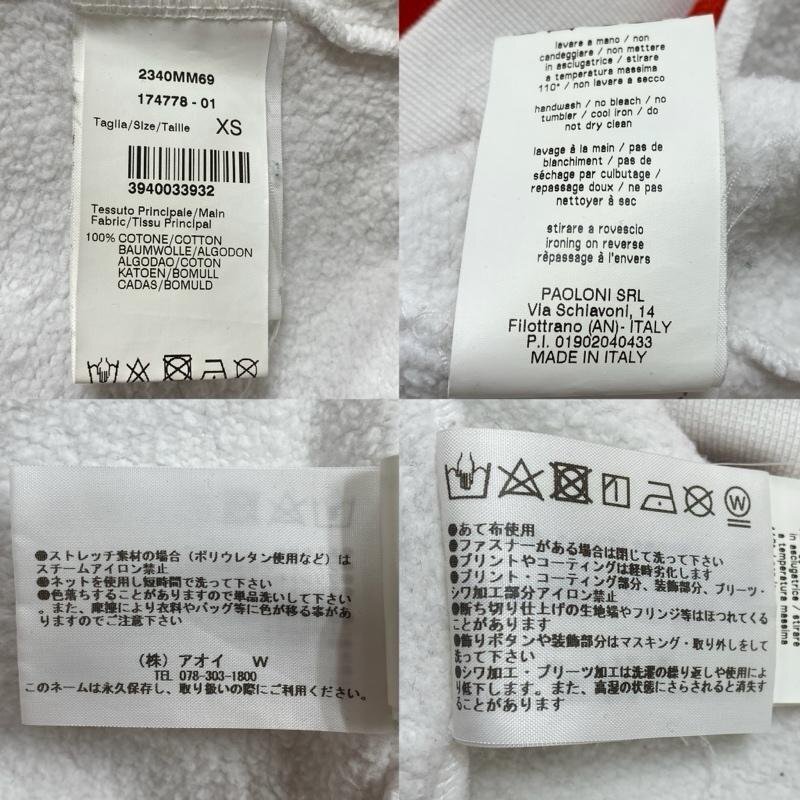 2340MM69
174778 - 01
Taglia/Size/Taille XS
3940033932
Tessuto Principale/Main
Fabric/Tissu Principal
100% COTONE/COTTON
BAUMWOLLE/ALGODON
ALGODAO/COTON
KATOEN/BOMULL
CADAS/BOMULD
lavare a mano / non
candeggiare / non mettere
in asciugatrice / stirare
a temperatura massima
110° / non lavare a secco
handwash / no bleach / no
tumbler / cool iron / do
not dry clean
lavage à la main / pas de
blanchiment / pas de
séchage par culbutage /
repassage doux / ne pas
nettoyer à sec
stirare a rovescio
ironing on reverse
rèpassage à l'envers
PAOLONI SRL
Via Schiavoni, 14
Filottrano (AN)- ITALY
P.I. 01902040433
MADE IN ITALY
●ストレッチ素材の場合（ポリウレタン使用など）は
スチームアイロン禁止
●ネットを使用し短時間で洗って下さい
●色落ちすることがありますので単品洗いして下さい
。また、摩擦により衣料やバッグ等に色が移る事があ
りますのでご注意下さい
（株）アオイ W
TEL 078-303-1800
このネームは永久保存し、取り扱いの際にご利用ください。
W
●あて布使用
●ファスナーがある場合は閉じて洗って下さい
●プリントやコーティングは経時劣化します
●プリント・コーティング部分、装飾部分、プリーツ・
シワ加工部分アイロン禁止
●断ち切り仕上げの生地端やフリンジ等はほつれてくる
ことがあります
●飾りボタンや装飾部分はマスキング・取り外しをして
洗って下さい
●シワ加工・プリーツ加工は洗濯の繰り返しや使用によ
り低下します。また、高湿の状態にさらされると消失す
ることがあります
in asciugatrice / stirare
a temperatura massima